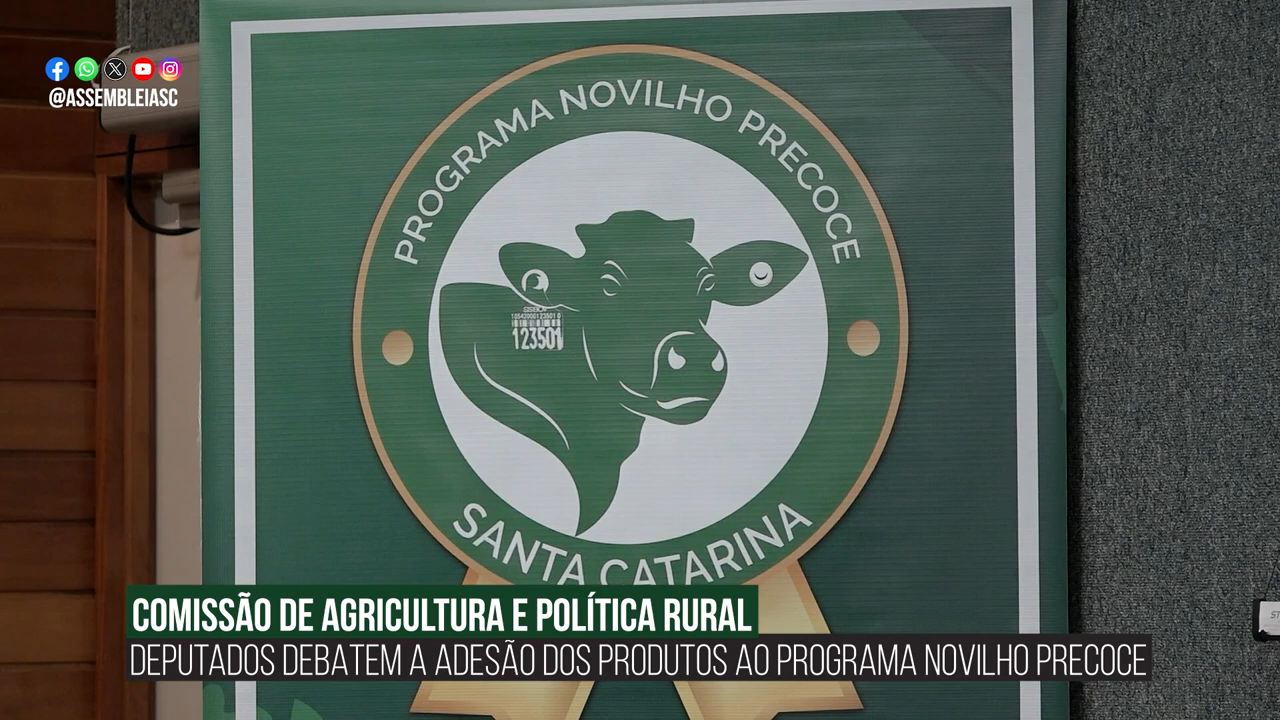 @ASSEMBLEIASC
PROGRAMA NOVILHO PRECOCE
123501
SANTA CATARINA
COMISSÃO DE AGRICULTURA E POLÍTICA RURAL
DEPUTADOS DEBATEM A ADESÃO DOS PRODUTOS AO PROGRAMA NOVILHO PRECOCE